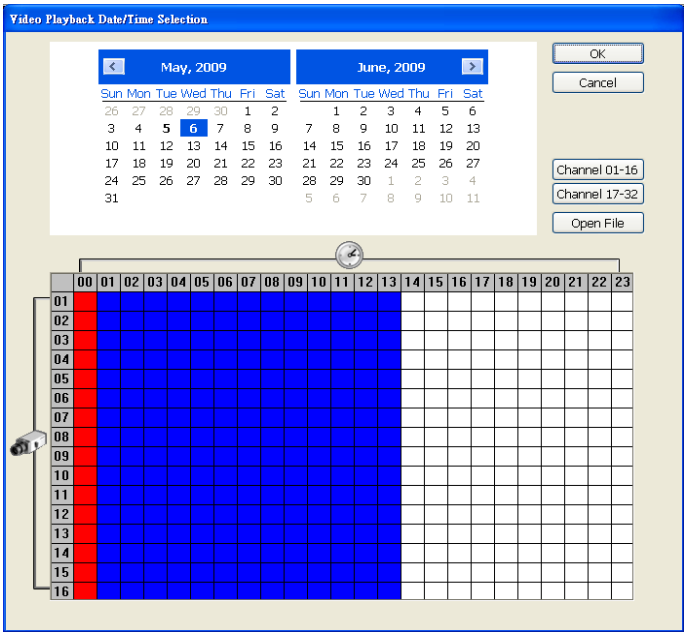 Video Playback Date/Time Selection
< May, 2009 June, 2009 >
Sun Mon Tue Wed Thu Fri Sat Sun Mon Tue Wed Thu Fri Sat
26 27 28 29 30 1 2 1 2 3 4 5 6
3 4 5 6 7 8 9 7 8 9 10 11 12 13
10 11 12 13 14 15 16 14 15 16 17 18 19 20
17 18 19 20 21 22 23 21 22 23 24 25 26 27
24 25 26 27 28 29 30 28 29 30 1 2 3 4
31 5 6 7 8 9 10 11
OK
Cancel
Channel 01-16
Channel 17-32
Open File
00 01 02 03 04 05 06 07 08 09 10 11 12 13 14 15 16 17 18 19 20 21 22 23
01
02
03
04
05
06
07
08
09
10
11
12
13
14
15
16